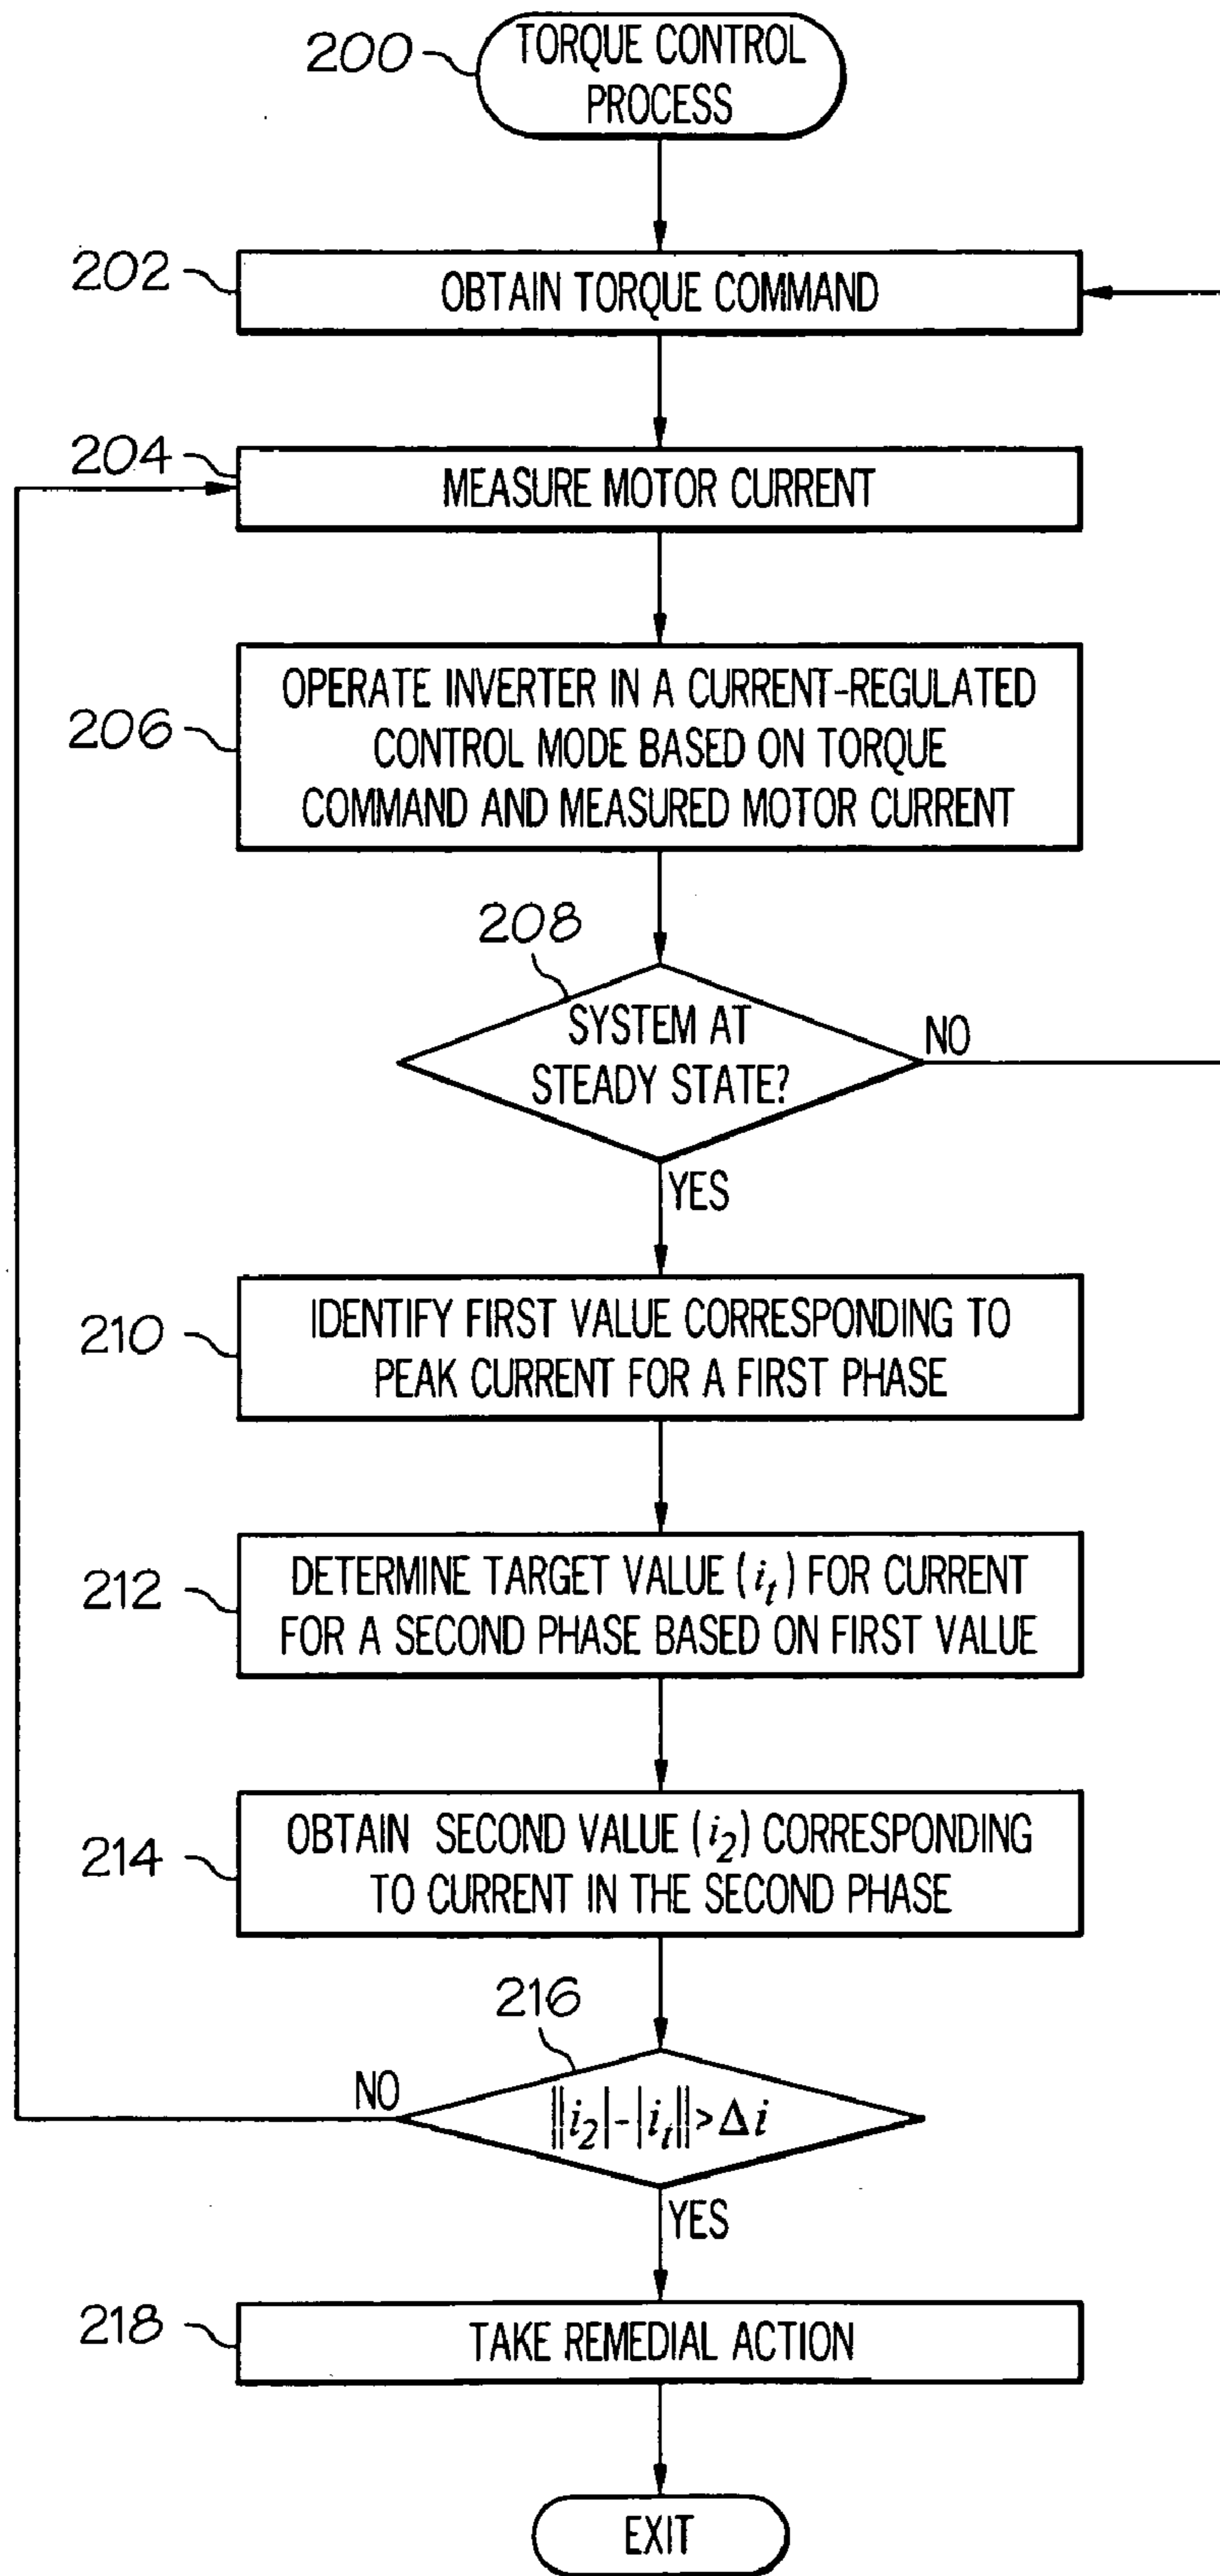 200
TORQUE CONTROL
PROCESS
202
OBTAIN TORQUE COMMAND
204
MEASURE MOTOR CURRENT
206
OPERATE INVERTER IN A CURRENT-REGULATED
CONTROL MODE BASED ON TORQUE
COMMAND AND MEASURED MOTOR CURRENT
208
SYSTEM AT
STEADY STATE?
NO
YES
210
IDENTIFY FIRST VALUE CORRESPONDING TO
PEAK CURRENT FOR A FIRST PHASE
212
DETERMINE TARGET VALUE (i_t) FOR CURRENT
FOR A SECOND PHASE BASED ON FIRST VALUE
214
OBTAIN SECOND VALUE (i_2) CORRESPONDING
TO CURRENT IN THE SECOND PHASE
216
NO
||i_2|-|i_t||>Δi
YES
218
TAKE REMEDIAL ACTION
EXIT